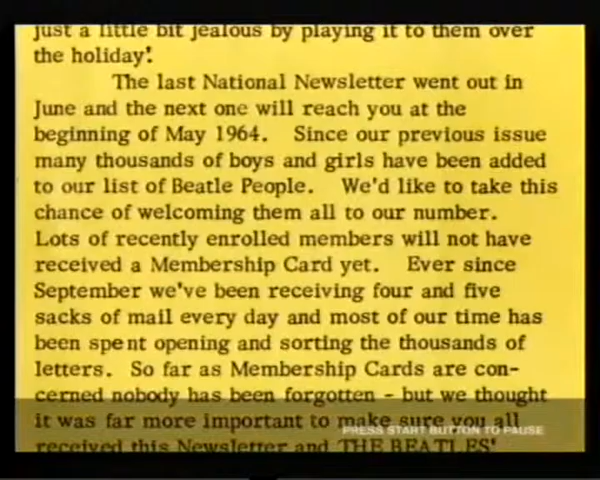 just a little bit jealous by playing it to them over
the holiday!
The last National Newsletter went out in
June and the next one will reach you at the
beginning of May 1964. Since our previous issue
many thousands of boys and girls have been added
to our list of Beatle People. We'd like to take this
chance of welcoming them all to our number.
Lots of recently enrolled members will not have
received a Membership Card yet. Ever since
September we've been receiving four and five
sacks of mail every day and most of our time has
been spent opening and sorting the thousands of
letters. So far as Membership Cards are con-
cerned nobody has been forgotten - but we thought
it was far more important to make sure you all
PRESS START BUTTON TO PAUSE
received this Newsletter and THE BEATLES'